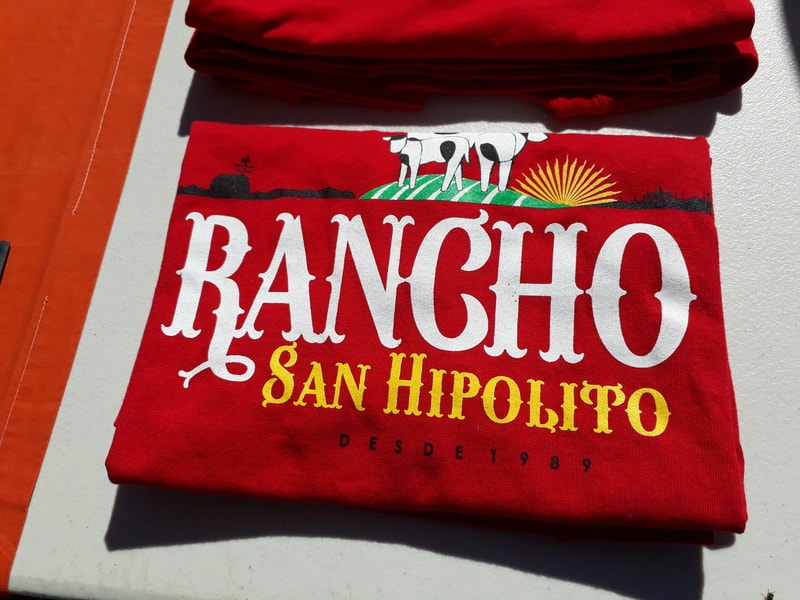 RANCHO
SAN HIPOLITO
DESDE 1989